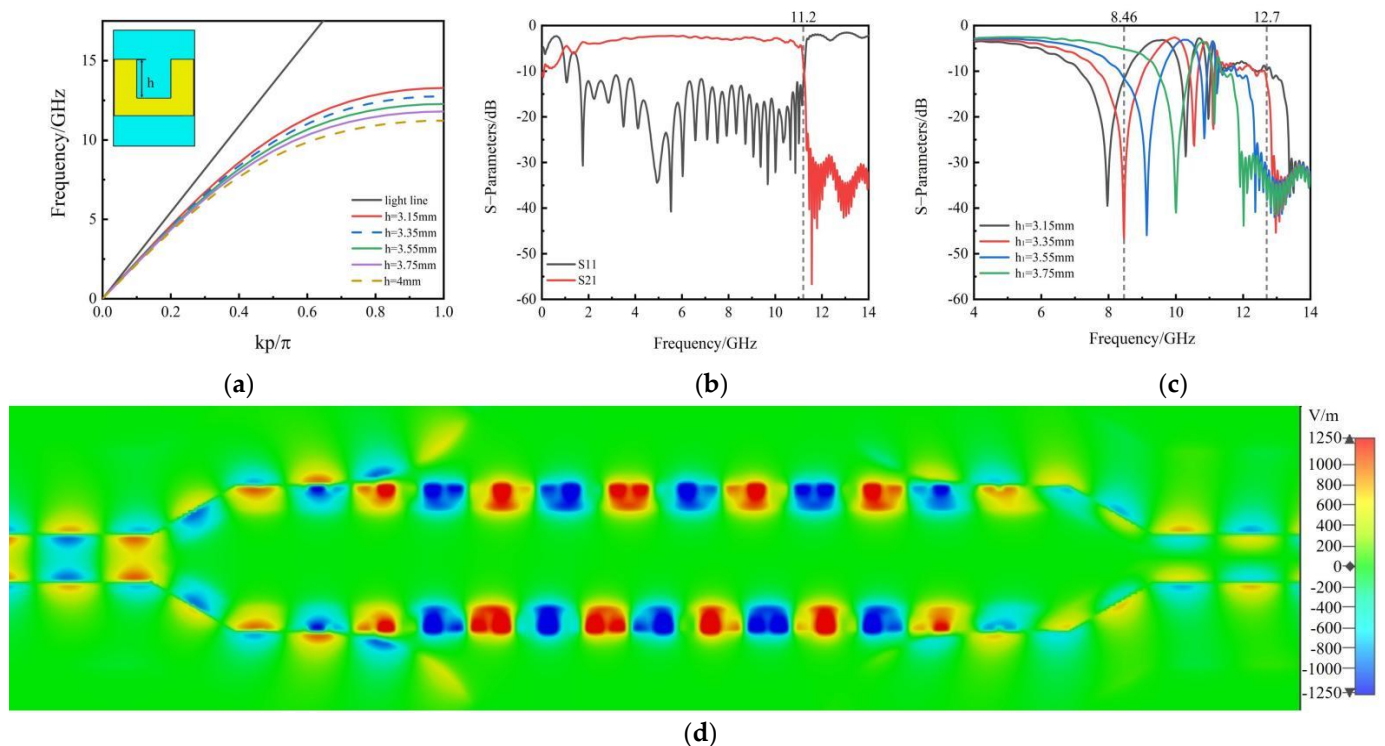 15
10
5
0
Frequency/GHz
h
light line
h=3.15mm
h=3.35mm
h=3.55mm
h=3.75mm
h=4mm
0.0 0.2 0.4 0.6 0.8 1.0
kp/π
(a)
11.2
0
-10
-20
-30
-40
-50
-60
S−Parameters/dB
S11
S21
0 2 4 6 8 10 12 14
Frequency/GHz
(b)
8.46 12.7
0
-10
-20
-30
-40
-50
-60
S−Parameters/dB
h₁=3.15mm
h₁=3.35mm
h₁=3.55mm
h₁=3.75mm
4 6 8 10 12 14
Frequency/GHz
(c)
V/m
1250
1000
800
600
400
200
0
-200
-400
-600
-800
-1000
-1250
(d)